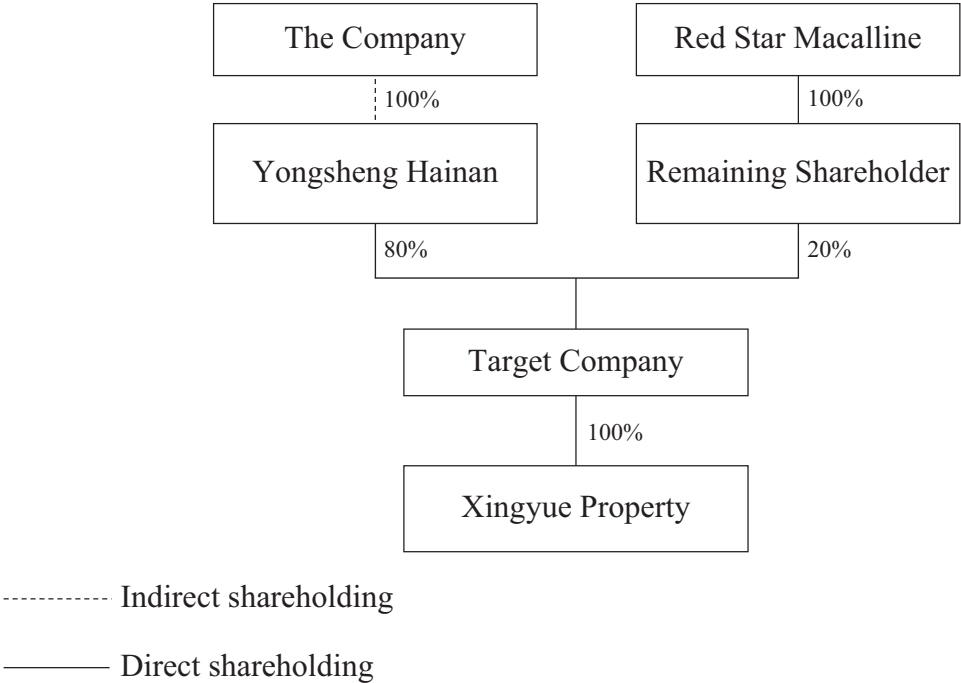 The Company
Red Star Macalline
100%
100%
Yongsheng Hainan
Remaining Shareholder
80%
20%
Target Company
100%
Xingyue Property
Indirect shareholding
Direct shareholding